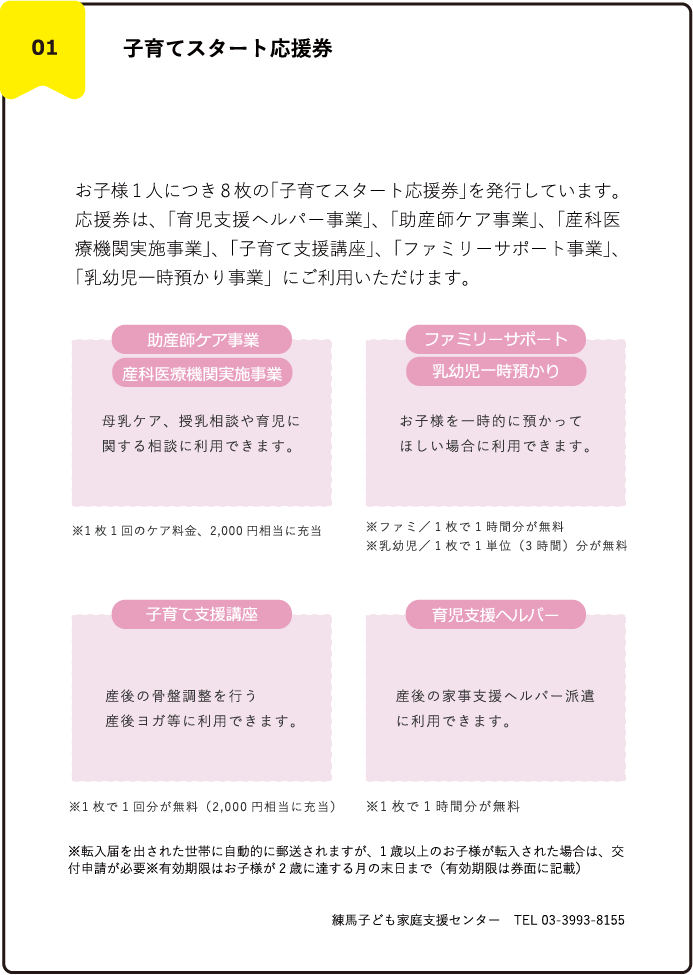 01
子育てスタート応援券
お子様１人につき８枚の「子育てスタート応援券」を発行しています。
応援券は、「育児支援ヘルパー事業」、「助産師ケア事業」、「産科医
療機関実施事業」、「子育て支援講座」、「ファミリーサポート事業」、
「乳幼児一時預かり事業」にご利用いただけます。
助産師ケア事業
産科医療機関実施事業
母乳ケア、授乳相談や育児に
関する相談に利用できます。
※1枚１回のケア料金、2,000円相当に充当
ファミリーサポート
乳幼児一時預かり
お子様を一時的に預かって
ほしい場合に利用できます。
※ファミ／１枚で１時間分が無料
※乳幼児／１枚で１単位（３時間）分が無料
子育て支援講座
産後の骨盤調整を行う
産後ヨガ等に利用できます。
※1枚で１回分が無料（2,000円相当に充当）
育児支援ヘルパー
産後の家事支援ヘルパー派遣
に利用できます。
※1枚で１時間分が無料
※転入届を出された世帯に自動的に郵送されますが、１歳以上のお子様が転入された場合は、交
付申請が必要※有効期限はお子様が２歳に達する月の末日まで（有効期限は券面に記載）
練馬子ども家庭支援センター　TEL 03-3993-8155